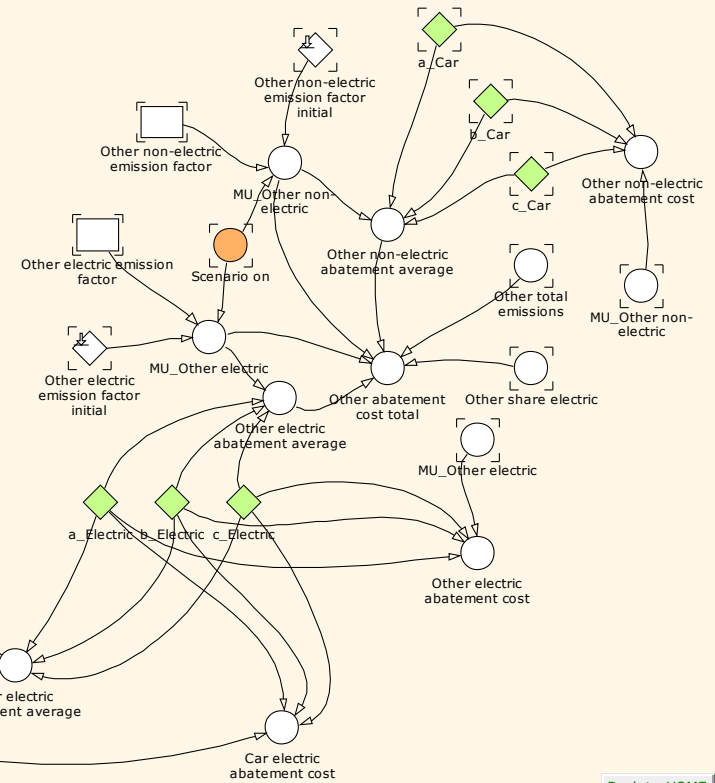 a_Car
Other non-electric
emission factor
initial
b_Car
Other non-electric
emission factor
Other non-electric
abatement cost
MU_Other non-
electric
c_Car
Other electric emission
factor
Scenario on
Other non-electric
abatement average
Other total
emissions
MU_Other non-
electric
MU_Other electric
Other electric
emission factor
initial
Other abatement
cost total
Other share electric
Other electric
abatement average
MU_Other electric
a_Electric
b_Electric
c_Electric
Other electric
abatement cost
electric
ent average
Car electric
abatement cost